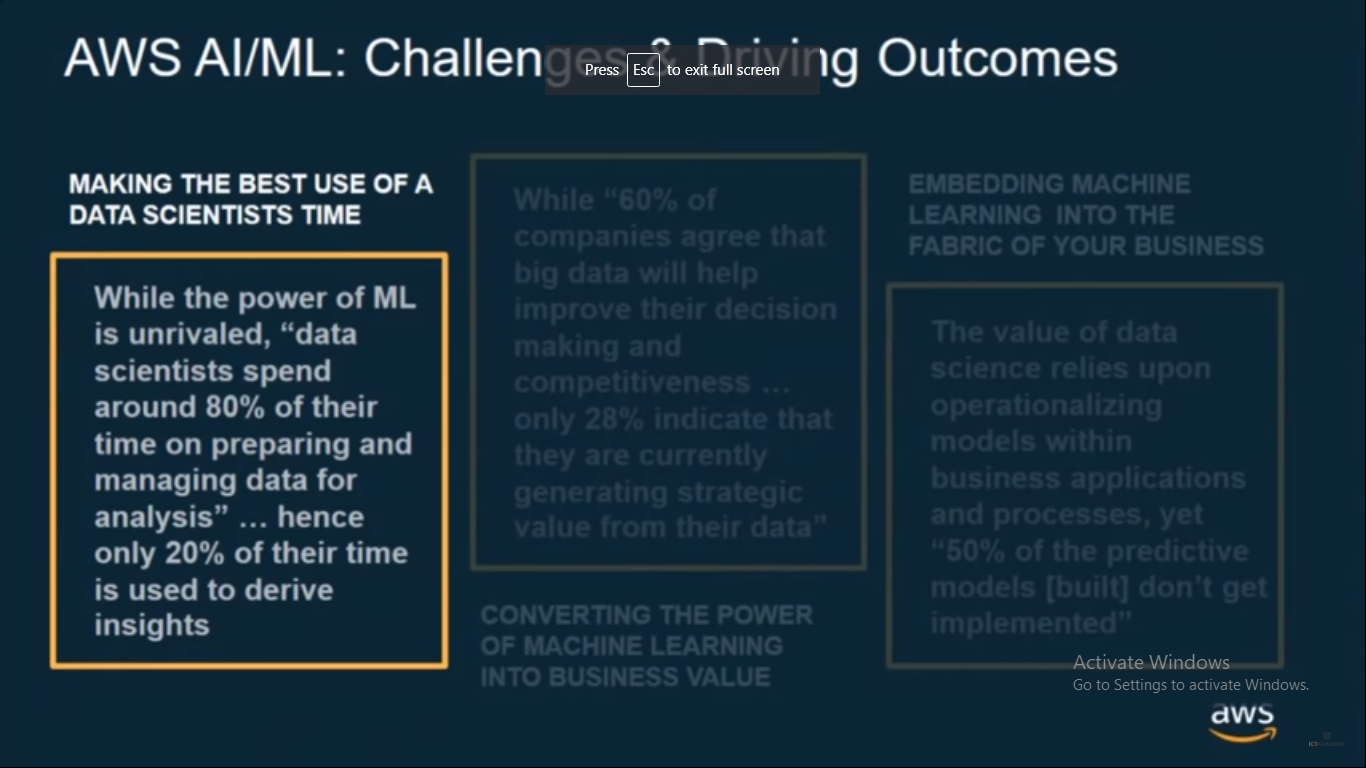 AWS AI/ML: Challenges & Driving Outcomes
Press Esc to exit full screen
MAKING THE BEST USE OF A
DATA SCIENTISTS TIME
While the power of ML
is unrivaled, “data
scientists spend
around 80% of their
time on preparing and
managing data for
analysis” … hence
only 20% of their time
is used to derive
insights
While “60% of
companies agree that
big data will help
improve their decision
making and
competitiveness …
only 28% indicate that
they are currently
generating strategic
value from their data”
CONVERTING THE POWER
OF MACHINE LEARNING
INTO BUSINESS VALUE
EMBEDDING MACHINE
LEARNING INTO THE
FABRIC OF YOUR BUSINESS
The value of data
science relies upon
operationalizing
models within
business applications
and processes, yet
“50% of the predictive
models [built] don’t get
implemented”
Activate Windows
Go to Settings to activate Windows.
aws
ICTACADEMY